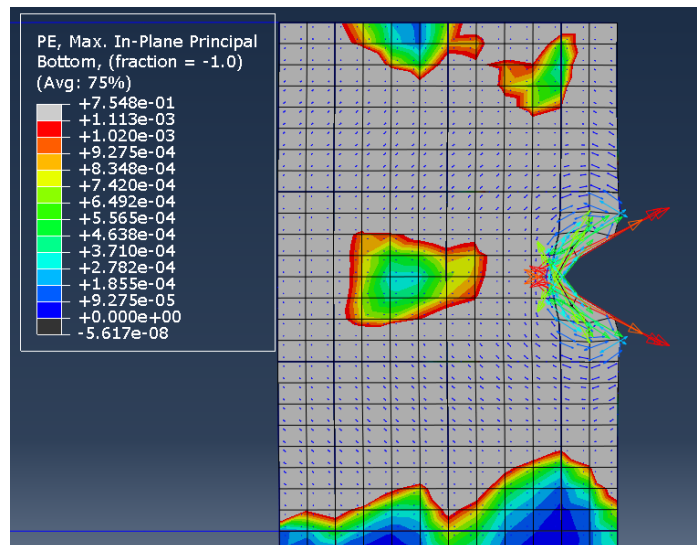 PE, Max. In-Plane Principal
Bottom, (fraction = -1.0)
(Avg: 75%)
+7.548e-01
+1.113e-03
+1.020e-03
+9.275e-04
+8.348e-04
+7.420e-04
+6.492e-04
+5.565e-04
+4.638e-04
+3.710e-04
+2.782e-04
+1.855e-04
+9.275e-05
+0.000e+00
-5.617e-08